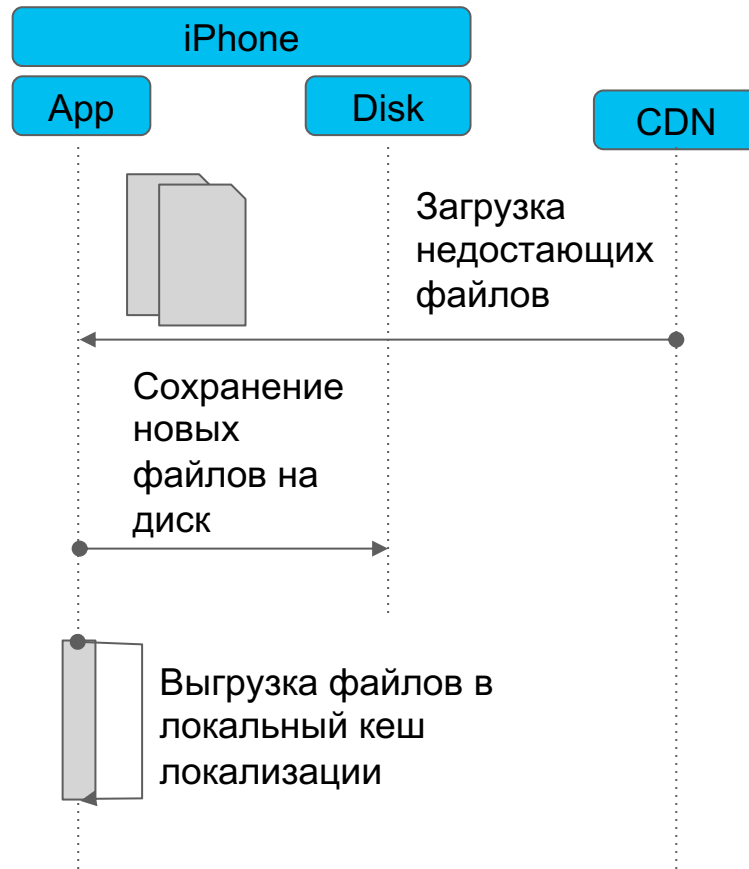 iPhone
App
Disk
CDN
Загрузка
недостающих
файлов
Сохранение
новых
файлов на
диск
Выгрузка файлов в
локальный кеш
локализации